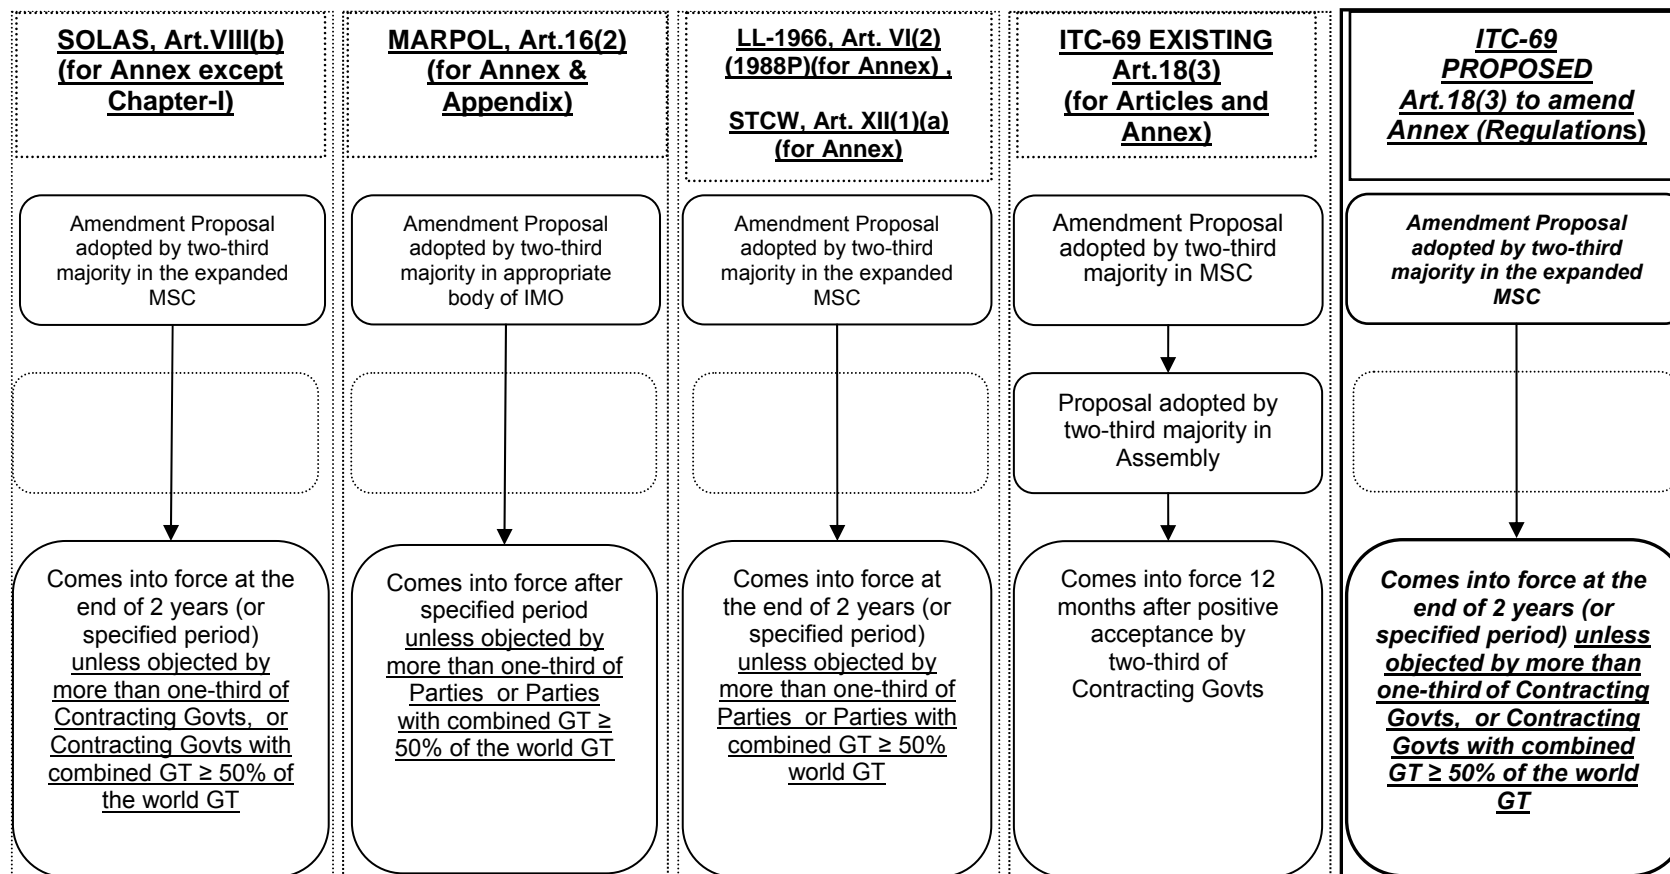 SOLAS, Art.VIII(b)
(for Annex except
Chapter-I)
MARPOL, Art.16(2)
(for Annex &
Appendix)
LL-1966, Art. VI(2)
(1988P)(for Annex) ,
STCW, Art. XII(1)(a)
(for Annex)
ITC-69 EXISTING
Art.18(3)
(for Articles and
Annex)
ITC-69
PROPOSED
Art.18(3) to amend
Annex (Regulations)
Amendment Proposal
adopted by two-third
majority in the expanded
MSC
Amendment Proposal
adopted by two-third
majority in appropriate
body of IMO
Amendment Proposal
adopted by two-third
majority in the expanded
MSC
Amendment Proposal
adopted by two-third
majority in MSC
Amendment Proposal
adopted by two-third
majority in the expanded
MSC
Proposal adopted by
two-third majority in
Assembly
Comes into force at the
end of 2 years (or
specified period)
unless objected by
more than one-third of
Contracting Govts, or
Contracting Govts with
combined GT ≥ 50% of
the world GT
Comes into force after
specified period
unless objected by
more than one-third of
Parties or Parties
with combined GT ≥
50% of the world GT
Comes into force at
the end of 2 years (or
specified period)
unless objected by
more than one-third of
Parties or Parties with
combined GT ≥ 50%
world GT
Comes into force 12
months after positive
acceptance by
two-third of
Contracting Govts
Comes into force at the
end of 2 years (or
specified period) unless
objected by more than
one-third of Contracting
Govts, or Contracting
Govts with combined
GT ≥ 50% of the world
GT